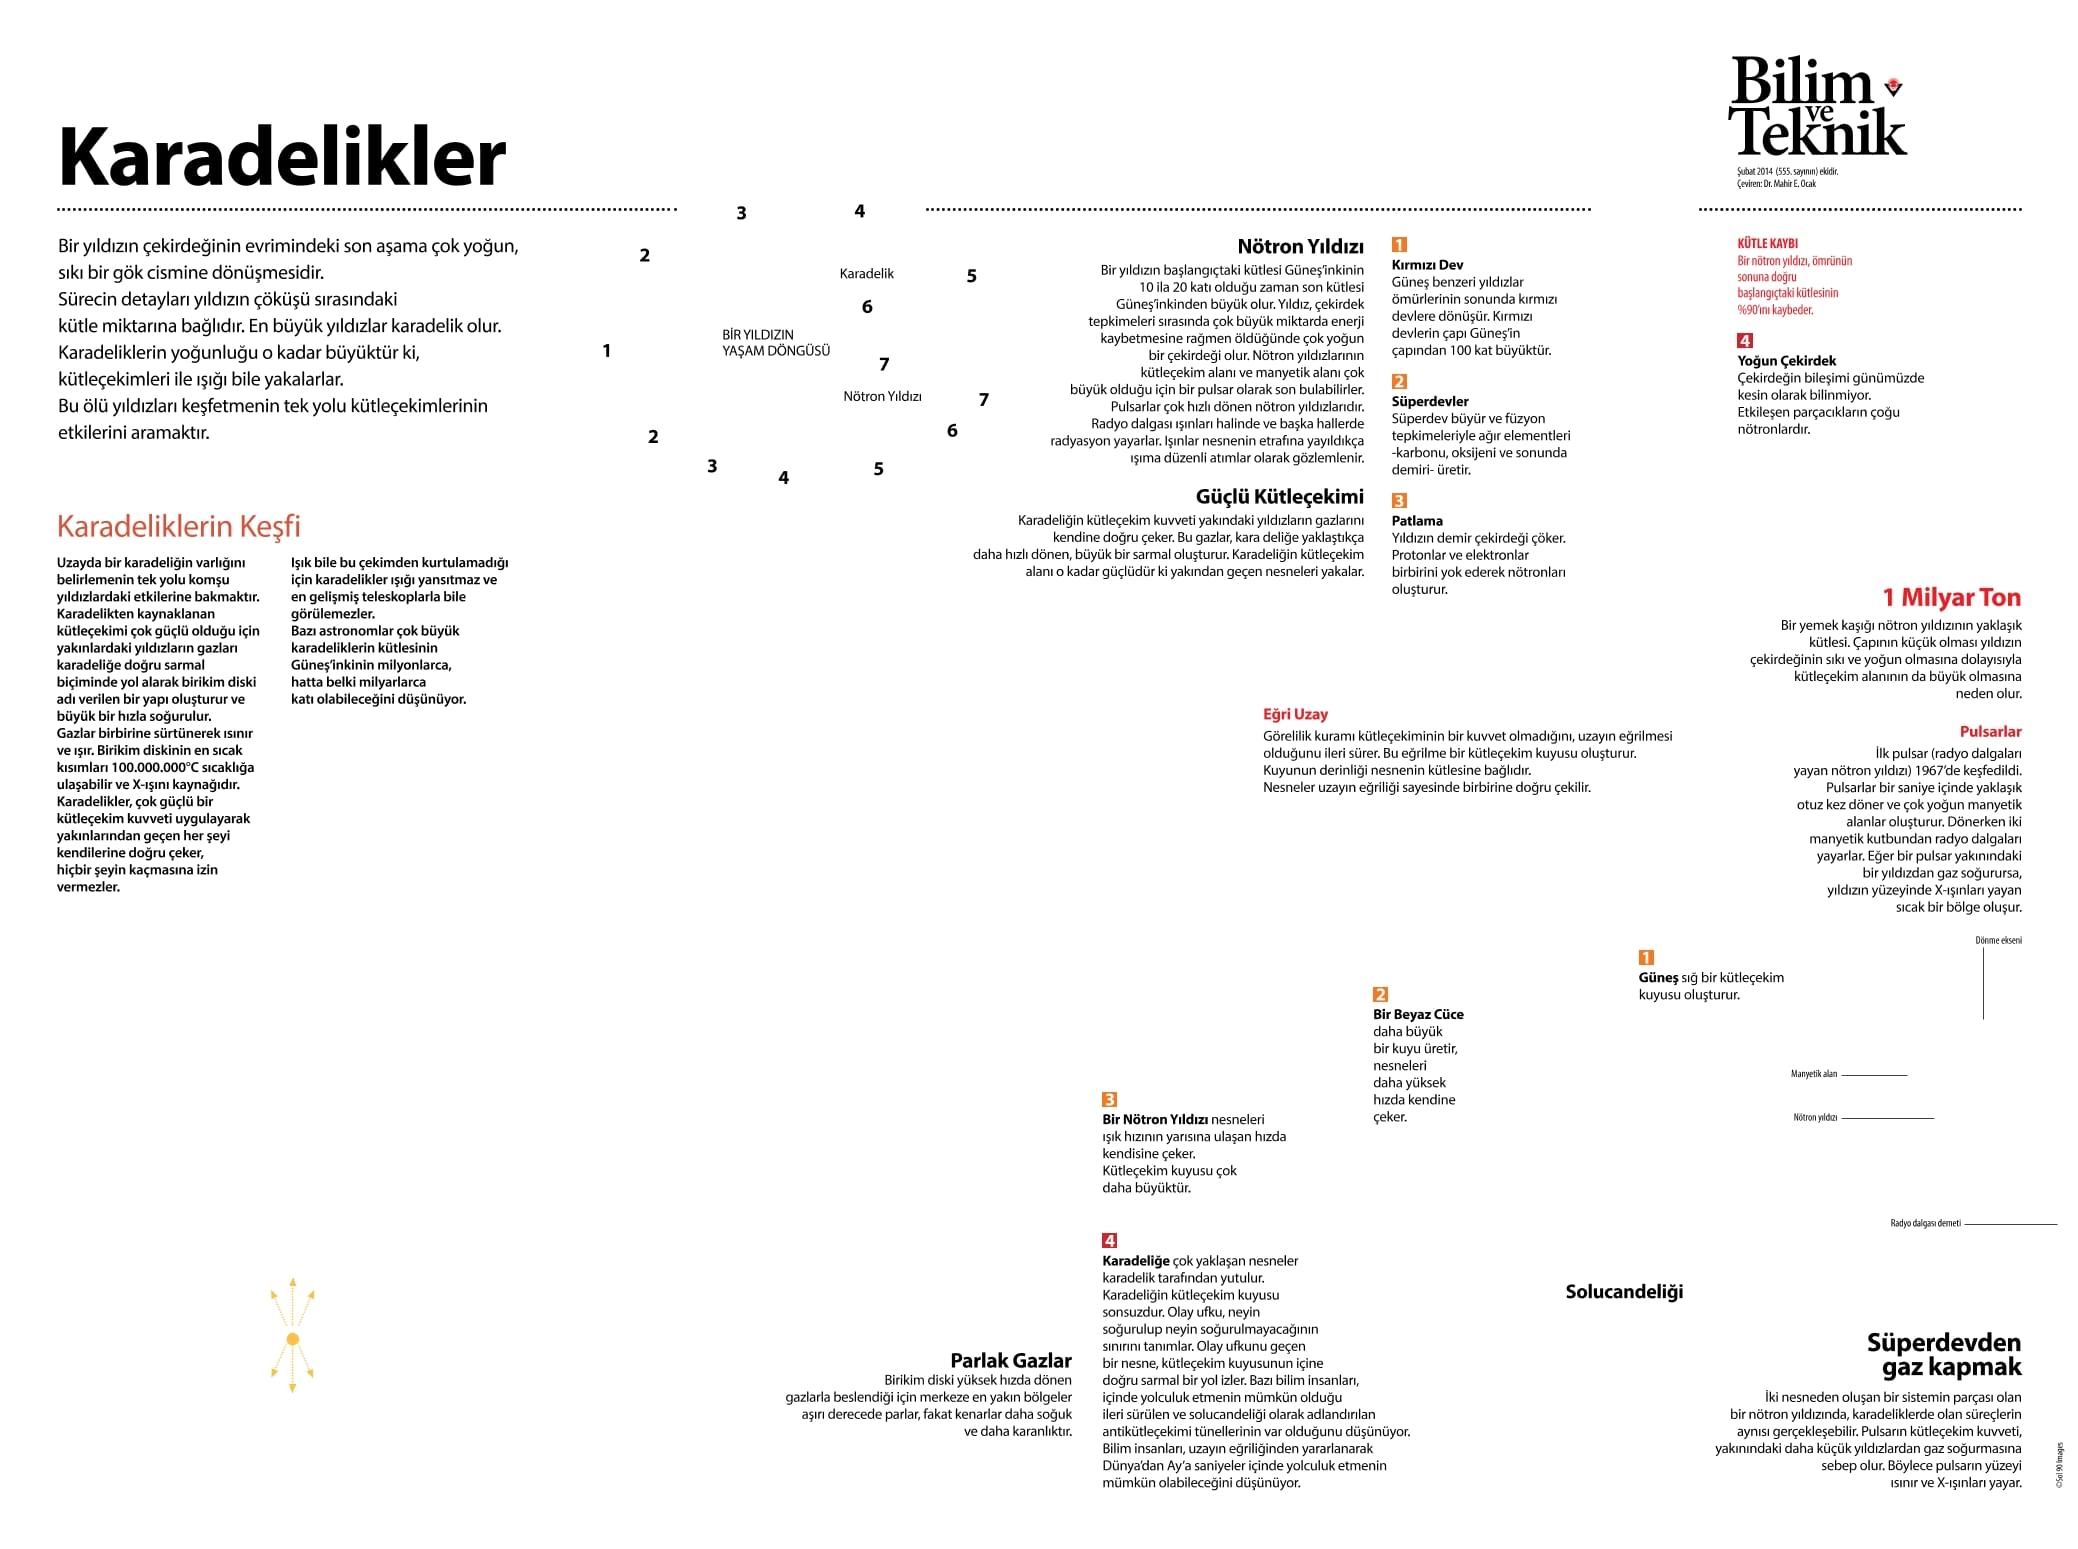 Bilim
ve
Teknik
Şubat 2014 (555. sayının) ekidir.
Çeviren: Dr. Mahir E. Ocak
Karadelikler
Bir yıldızın çekirdeğinin evrimindeki son aşama çok yoğun,
sıkı bir gök cismine dönüşmesidir.
Sürecin detayları yıldızın çöküşü sırasındaki
kütle miktarına bağlıdır. En büyük yıldızlar karadelik olur.
Karadeliklerin yoğunluğu o kadar büyüktür ki,
kütleçekimleri ile ışığı bile yakalarlar.
Bu ölü yıldızları keşfetmenin tek yolu kütleçekimlerinin
etkilerini aramaktır.
Karadeliklerin Keşfi
Uzayda bir karadeliğin varlığını
belirlemenin tek yolu komşu
yıldızlardaki etkilerine bakmaktır.
Karadelikten kaynaklanan
kütleçekimi çok güçlü olduğu için
yakınlardaki yıldızların gazları
karadeliğe doğru sarmal
biçiminde yol alarak birikim diski
adı verilen bir yapı oluşturur ve
büyük bir hızla soğurulur.
Gazlar birbirine sürtünerek ısınır
ve ışır. Birikim diskinin en sıcak
kısımları 100.000.000°C sıcaklığa
ulaşabilir ve X-ışını kaynağıdır.
Karadelikler, çok güçlü bir
kütleçekim kuvveti uygulayarak
yakınlarından geçen her şeyi
kendilerine doğru çeker,
hiçbir şeyin kaçmasına izin
vermezler.
Işık bile bu çekimden kurtulamadığı
için karadelikler ışığı yansıtmaz ve
en gelişmiş teleskoplarla bile
görülemezler.
Bazı astronomlar çok büyük
karadeliklerin kütlesinin
Güneş'inkinin milyonlarca,
hatta belki milyarlarca
katı olabileceğini düşünüyor.
3
4
2
Karadelik
5
6
BİR YILDIZIN
YAŞAM DÖNGÜSÜ
1
7
Nötron Yıldızı
7
6
2
3
4
5
Nötron Yıldızı
Bir yıldızın başlangıçtaki kütlesi Güneş'inkinin
10 ila 20 katı olduğu zaman son kütlesi
Güneş'inkinden büyük olur. Yıldız, çekirdek
tepkimeleri sırasında çok büyük miktarda enerji
kaybetmesine rağmen öldüğünde çok yoğun
bir çekirdeği olur. Nötron yıldızlarının
kütleçekim alanı ve manyetik alanı çok
büyük olduğu için bir pulsar olarak son bulabilirler.
Pulsarlar çok hızlı dönen nötron yıldızlarıdır.
Radyo dalgası ışınları halinde ve başka hallerde
radyasyon yayarlar. Işınlar nesnenin etrafına yayıldıkça
ışıma düzenli atımlar olarak gözlemlenir.
Güçlü Kütleçekimi
Karadeliğin kütleçekim kuvveti yakındaki yıldızların gazlarını
kendine doğru çeker. Bu gazlar, kara deliğe yaklaştıkça
daha hızlı dönen, büyük bir sarmal oluşturur. Karadeliğin kütleçekim
alanı o kadar güçlüdür ki yakından geçen nesneleri yakalar.
1
Kırmızı Dev
Güneş benzeri yıldızlar
ömürlerinin sonunda kırmızı
devlere dönüşür. Kırmızı
devlerin çapı Güneş'in
çapından 100 kat büyüktür.
2
Süperdevler
Süperdev büyür ve füzyon
tepkimeleriyle ağır elementleri
-karbonu, oksijeni ve sonunda
demiri- üretir.
3
Patlama
Yıldızın demir çekirdeği çöker.
Protonlar ve elektronlar
birbirini yok ederek nötronları
oluşturur.
KÜTLE KAYBI
Bir nötron yıldızı, ömrünün
sonuna doğru
başlangıçtaki kütlesinin
%90'ını kaybeder.
4
Yoğun Çekirdek
Çekirdeğin bileşimi günümüzde
kesin olarak bilinmiyor.
Etkileşen parçacıkların çoğu
nötronlardır.
1 Milyar Ton
Bir yemek kaşığı nötron yıldızının yaklaşık
kütlesi. Çapının küçük olması yıldızın
çekirdeğinin sıkı ve yoğun olmasına dolayısıyla
kütleçekim alanının da büyük olmasına
neden olur.
Pulsarlar
İlk pulsar (radyo dalgaları
yayan nötron yıldızı) 1967'de keşfedildi.
Pulsarlar bir saniye içinde yaklaşık
otuz kez döner ve çok yoğun manyetik
alanlar oluşturur. Dönerken iki
manyetik kutbundan radyo dalgaları
yayarlar. Eğer bir pulsar yakınındaki
bir yıldızdan gaz soğurursa,
yıldızın yüzeyinde X-ışınları yayan
sıcak bir bölge oluşur.
Eğri Uzay
Görelilik kuramı kütleçekiminin bir kuvvet olmadığını, uzayın eğrilmesi
olduğunu ileri sürer. Bu eğrilme bir kütleçekim kuyusu oluşturur.
Kuyunun derinliği nesnenin kütlesine bağlıdır.
Nesneler uzayın eğriliği sayesinde birbirine doğru çekilir.
Dönme ekseni
1
Güneş sığ bir kütleçekim
kuyusu oluşturur.
2
Bir Beyaz Cüce
daha büyük
bir kuyu üretir,
nesneleri
daha yüksek
hızda kendine
çeker.
Manyetik alan
Nötron yıldızı
3
Bir Nötron Yıldızı nesneleri
ışık hızının yarısına ulaşan hızda
kendisine çeker.
Kütleçekim kuyusu çok
daha büyüktür.
Radyo dalgası demeti
4
Karadeliğe çok yaklaşan nesneler
karadelik tarafından yutulur.
Karadeliğin kütleçekim kuyusu
sonsuzdur. Olay ufku, neyin
soğurulup neyin soğurulmayacağının
sınırını tanımlar. Olay ufkunu geçen
bir nesne, kütleçekim kuyusunun içine
doğru sarmal bir yol izler. Bazı bilim insanları,
içinde yolculuk etmenin mümkün olduğu
ileri sürülen ve solucandeliği olarak adlandırılan
antikütleçekimi tünellerinin var olduğunu düşünüyor.
Bilim insanları, uzayın eğriliğinden yararlanarak
Dünya'dan Ay'a saniyeler içinde yolculuk etmenin
mümkün olabileceğini düşünüyor.
Solucandeliği
Parlak Gazlar
Birikim diski yüksek hızda dönen
gazlarla beslendiği için merkeze en yakın bölgeler
aşırı derecede parlar, fakat kenarlar daha soğuk
ve daha karanlıktır.
Süperdevden
gaz kapmak
İki nesneden oluşan bir sistemin parçası olan
bir nötron yıldızında, karadeliklerde olan süreçlerin
aynısı gerçekleşebilir. Pulsarın kütleçekim kuvveti,
yakınındaki daha küçük yıldızlardan gaz soğurmasına
sebep olur. Böylece pulsarın yüzeyi
ısınır ve X-ışınları yayar.
©Sol 90 Images